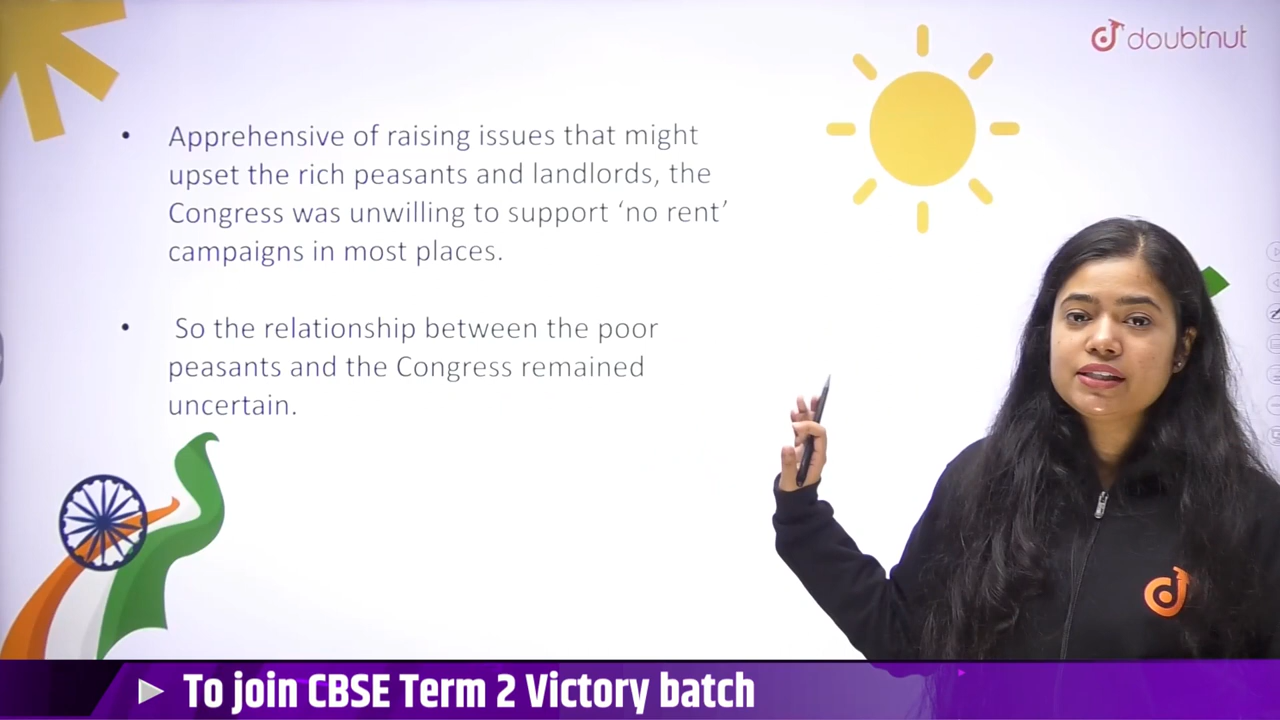 doubtnut
• Apprehensive of raising issues that might
upset the rich peasants and landlords, the
Congress was unwilling to support ‘no rent’
campaigns in most places.
• So the relationship between the poor
peasants and the Congress remained
uncertain.
To join CBSE Term 2 Victory batch